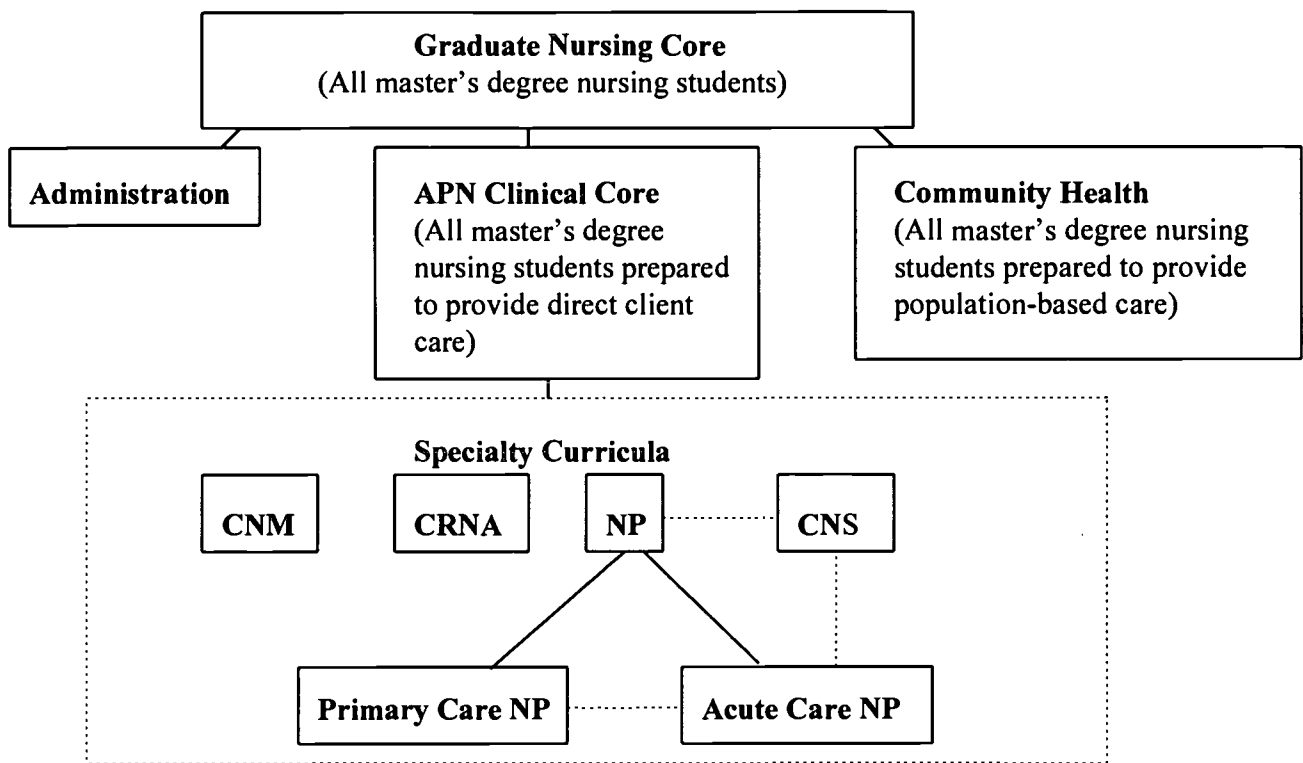 Graduate Nursing Core
(All master's degree nursing students)
Administration
APN Clinical Core
(All master's degree
nursing students prepared
to provide direct client
care)
Community Health
(All master's degree nursing
students prepared to provide
population-based care)
Specialty Curricula
CNM
CRNA
NP
CNS
Primary Care NP
Acute Care NP